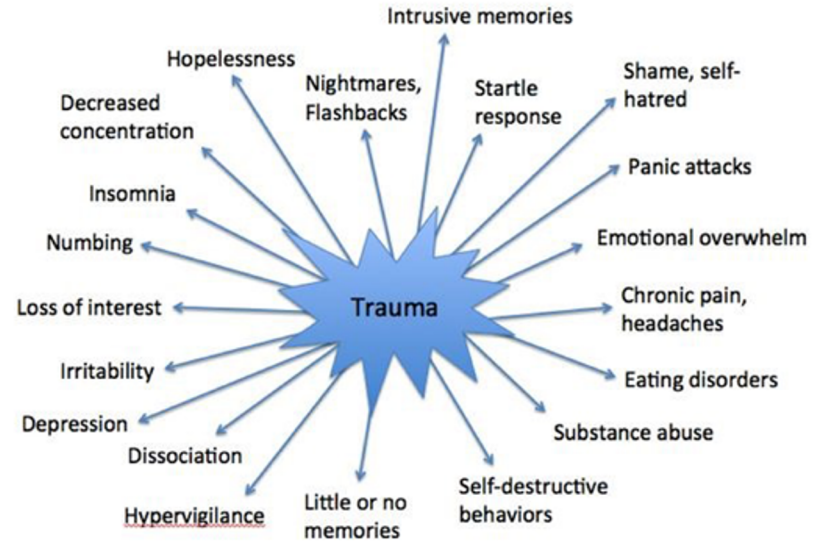 Intrusive memories
Hopelessness
Nightmares,
Flashbacks
Startle
response
Shame, self-
hatred
Decreased
concentration
Panic attacks
Insomnia
Numbing
Emotional overwhelm
Loss of interest
Trauma
Chronic pain,
headaches
Irritability
Eating disorders
Depression
Substance abuse
Dissociation
Hypervigilance
Little or no
memories
Self-destructive
behaviors